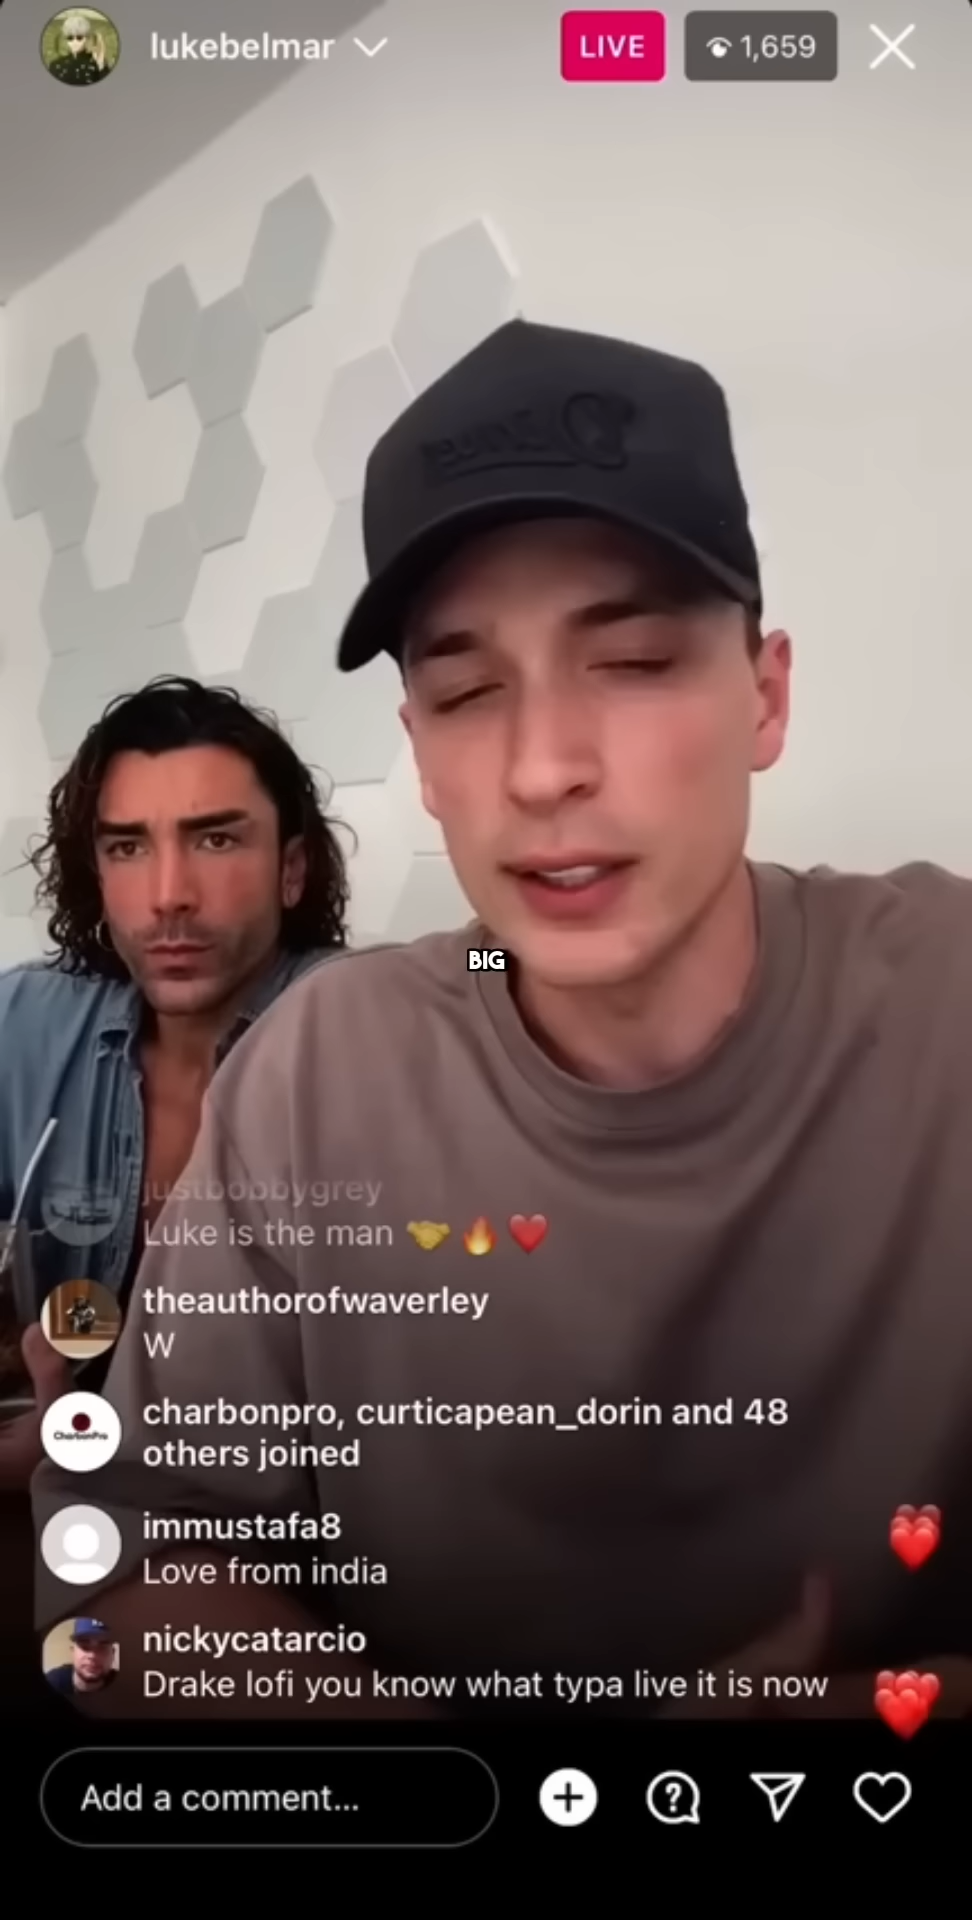 lukebelmar
LIVE
1,659
BIG
justbobbygrey
Luke is the man 🤝 🔥 ❤️
theauthorofwaverley
W
CharbonPro
charbonpro, curticapean_dorin and 48
others joined
immustafa8
Love from india
nickycatarcio
Drake lofi you know what typa live it is now
Add a comment...